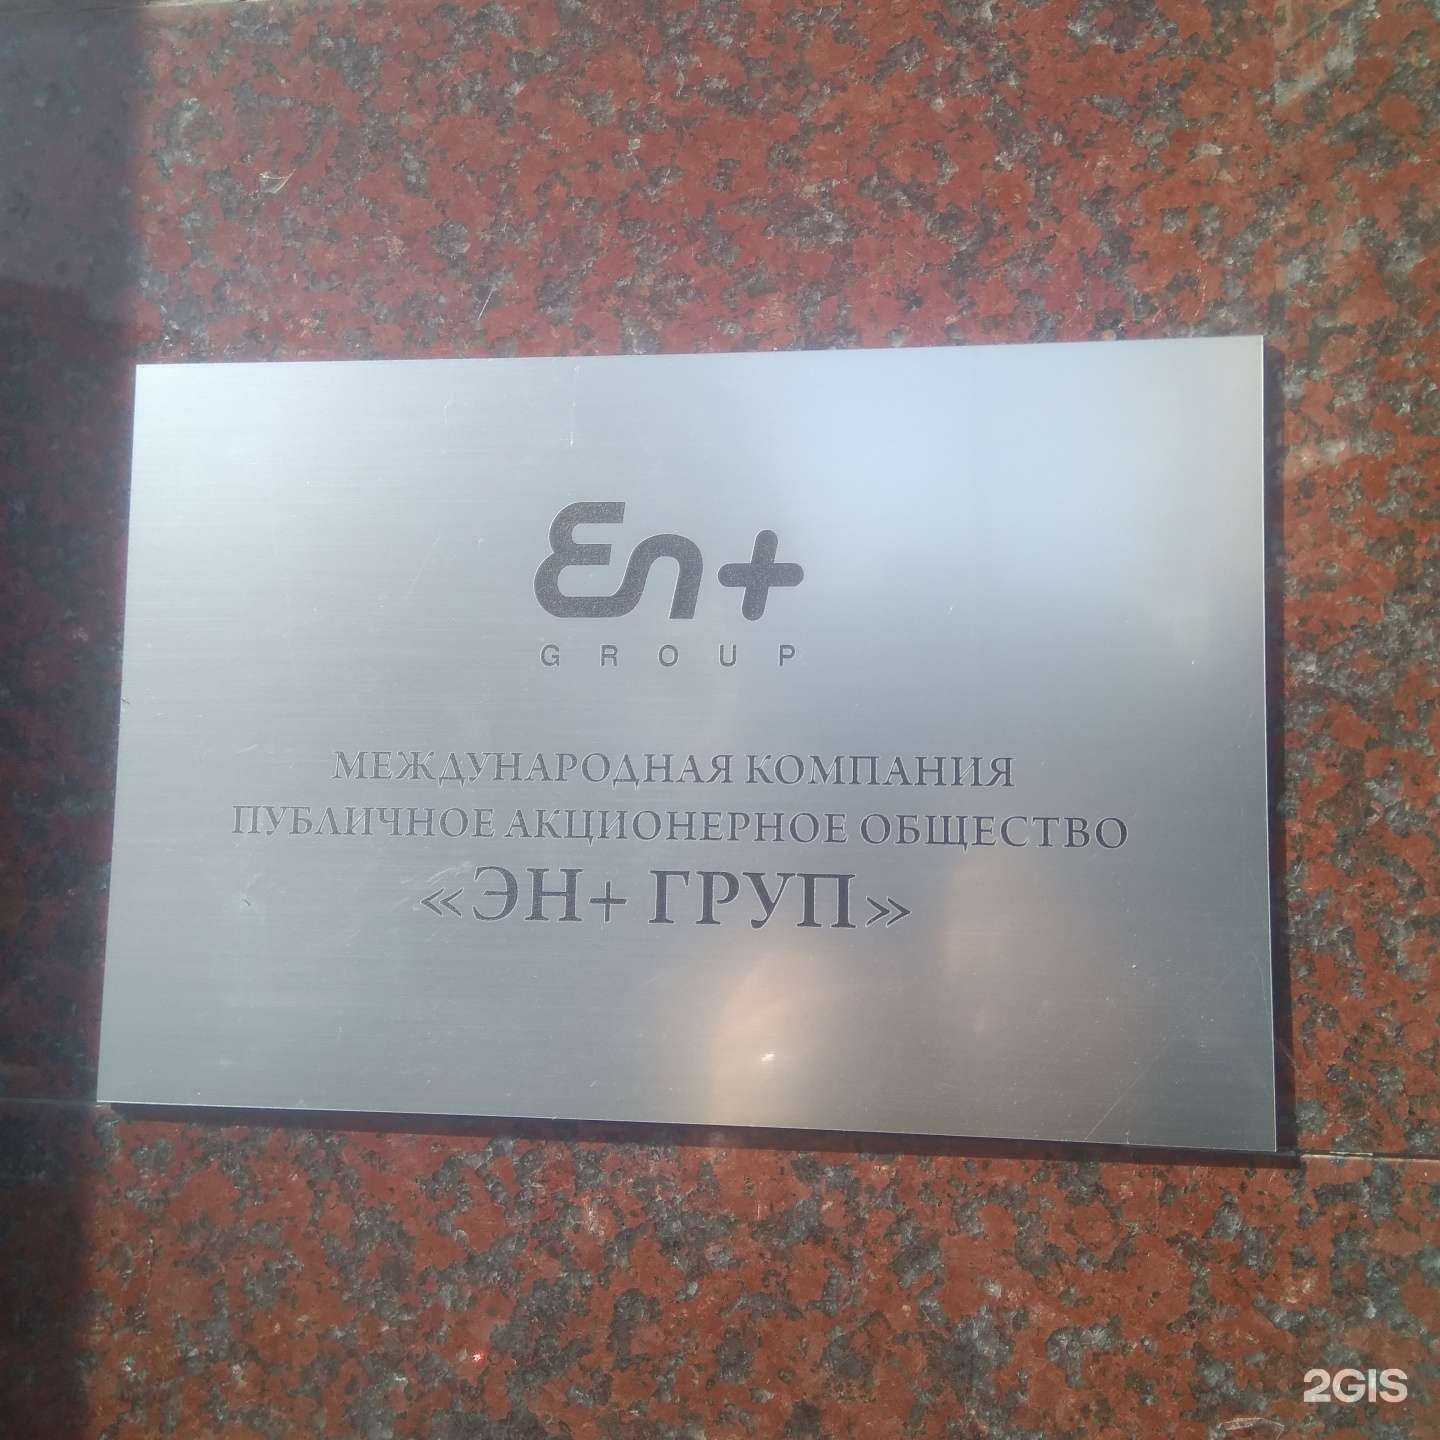 En+
GROUP
МЕЖДУНАРОДНАЯ КОМПАНИЯ
ПУБЛИЧНОЕ АКЦИОНЕРНОЕ ОБЩЕСТВО
«ЭН+ ГРУП»
2GIS